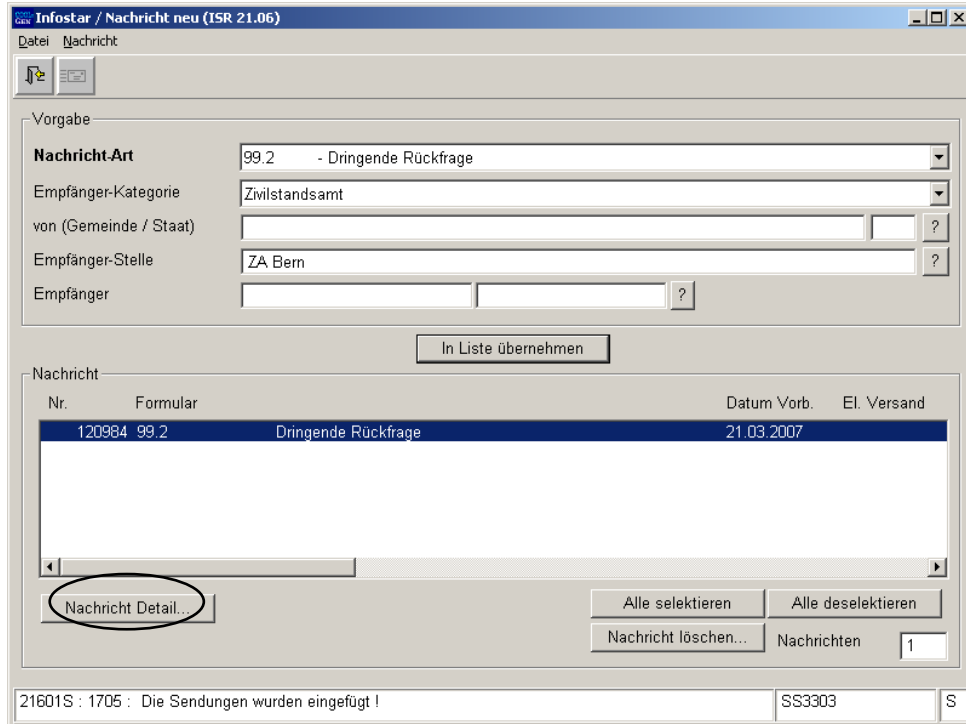 Infostar / Nachricht neu (ISR 21.06)
Datei Nachricht
Vorgabe
Nachricht-Art 99.2 - Dringende Rückfrage
Empfänger-Kategorie Zivilstandsamt
von (Gemeinde / Staat) ?
Empfänger-Stelle ZA Bern ?
Empfänger ?
In Liste übernehmen
Nachricht
Nr. Formular Datum Vorb. El. Versand
120984 99.2 Dringende Rückfrage 21.03.2007
Nachricht Detail... Alle selektieren Alle deselektieren
Nachricht löschen... Nachrichten 1
21601S : 1705 : Die Sendungen wurden eingefügt ! SS3303 S